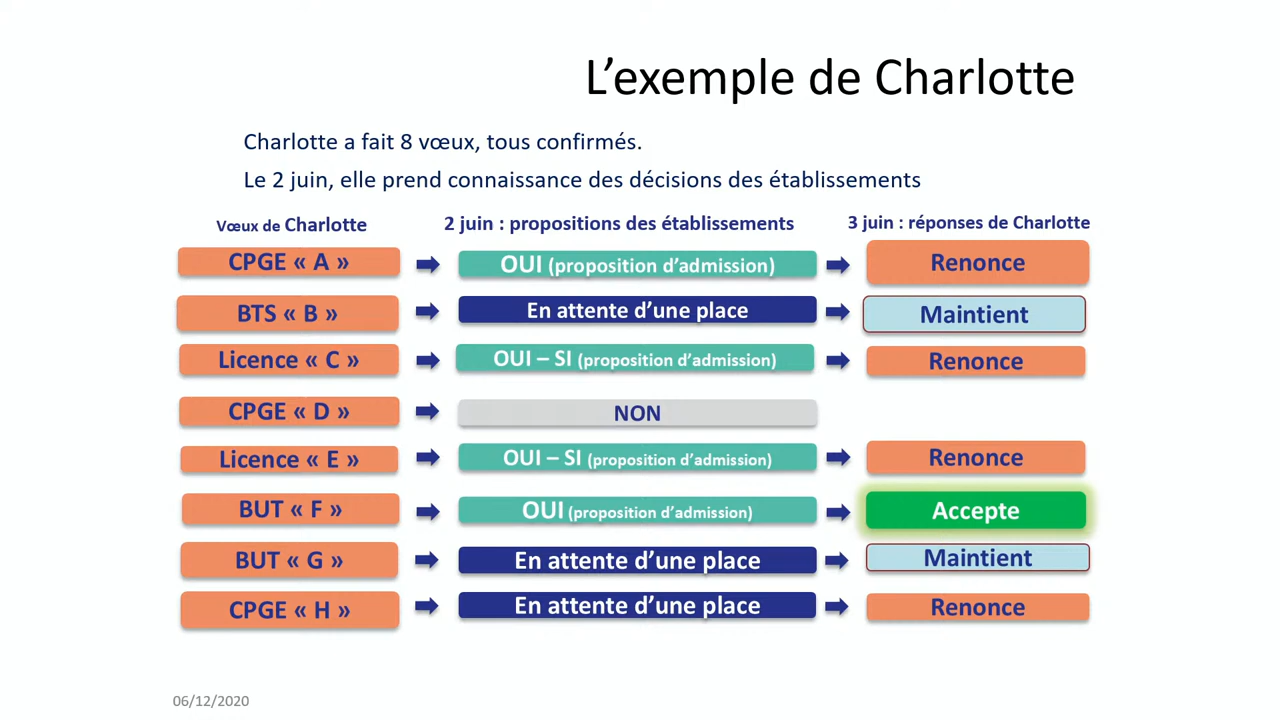 L'exemple de Charlotte
Charlotte a fait 8 vœux, tous confirmés.
Le 2 juin, elle prend connaissance des décisions des établissements
Vœux de Charlotte 2 juin : propositions des établissements 3 juin : réponses de Charlotte
CPGE « A » OUI (proposition d'admission) Renonce
BTS « B » En attente d'une place Maintient
Licence « C » OUI – SI (proposition d'admission) Renonce
CPGE « D » NON
Licence « E » OUI – SI (proposition d'admission) Renonce
BUT « F » OUI (proposition d'admission) Accepte
BUT « G » En attente d'une place Maintient
CPGE « H » En attente d'une place Renonce
06/12/2020